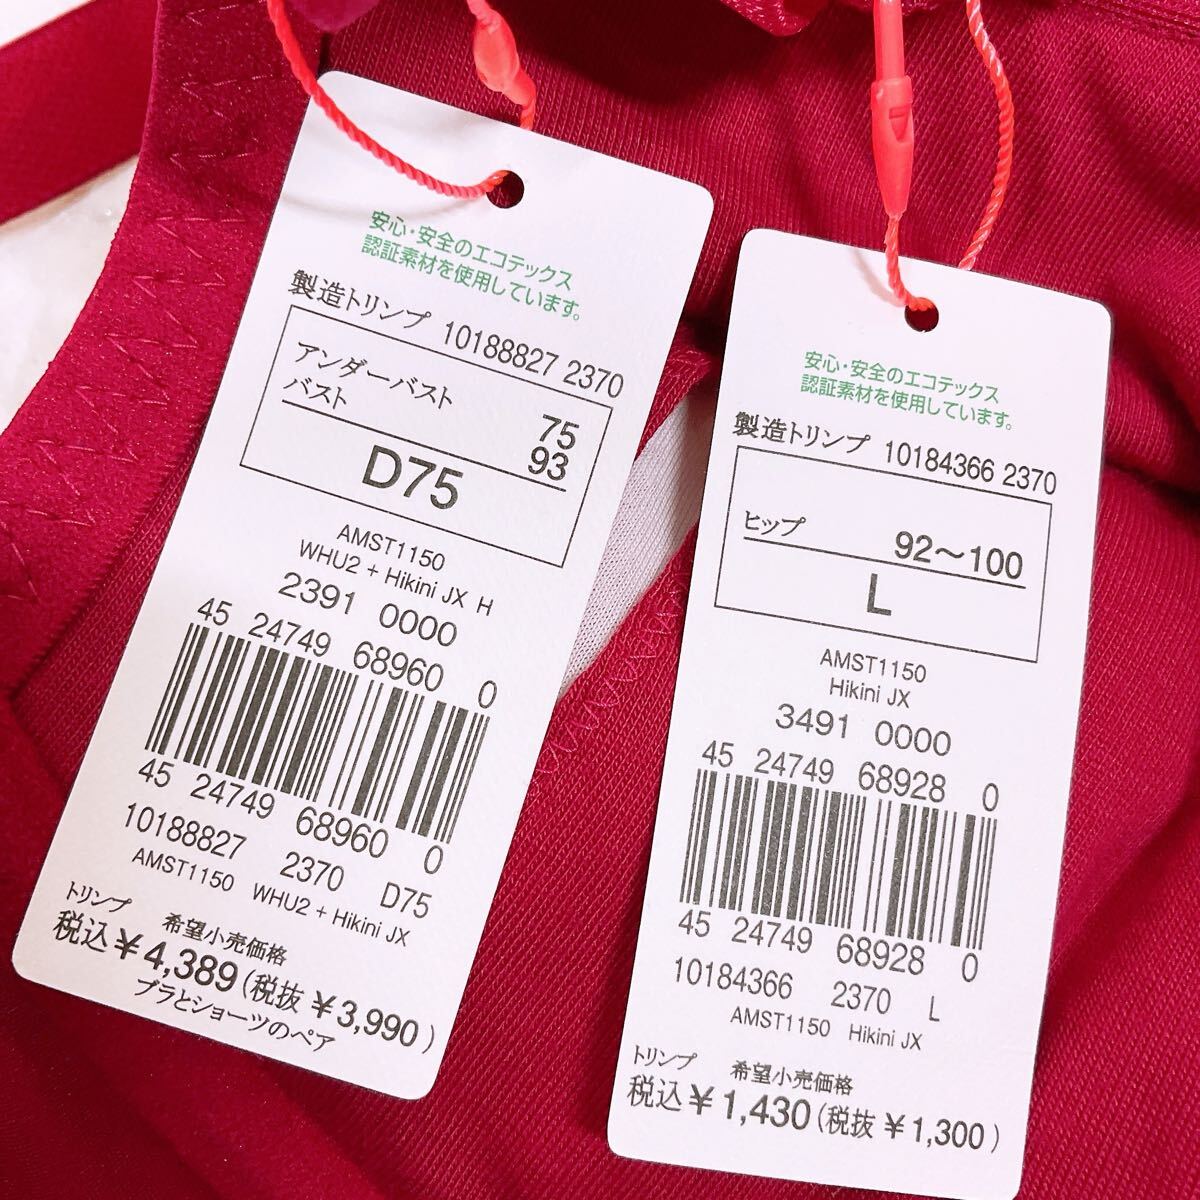 安心・安全のエコテックス
認証素材を使用しています。
製造トリンプ 10188827 2370
アンダーバスト 75
バスト 93
D75
AMST1150
WHU2 + Hikini JX H
2391 0000
45 24749 68960 0
45 24749 68960 0
10188827 2370 D75
AMST1150 WHU2 + Hikini JX
トリンプ 希望小売価格
税込¥4,389(税抜¥3,990)
ブラとショーツのペア
安心・安全のエコテックス
認証素材を使用しています。
製造トリンプ 10184366 2370
ヒップ 92～100
L
AMST1150
Hikini JX
3491 0000
45 24749 68928 0
45 24749 68928 0
10184366 2370 L
AMST1150 Hikini JX
トリンプ 希望小売価格
税込¥1,430(税抜¥1,300)